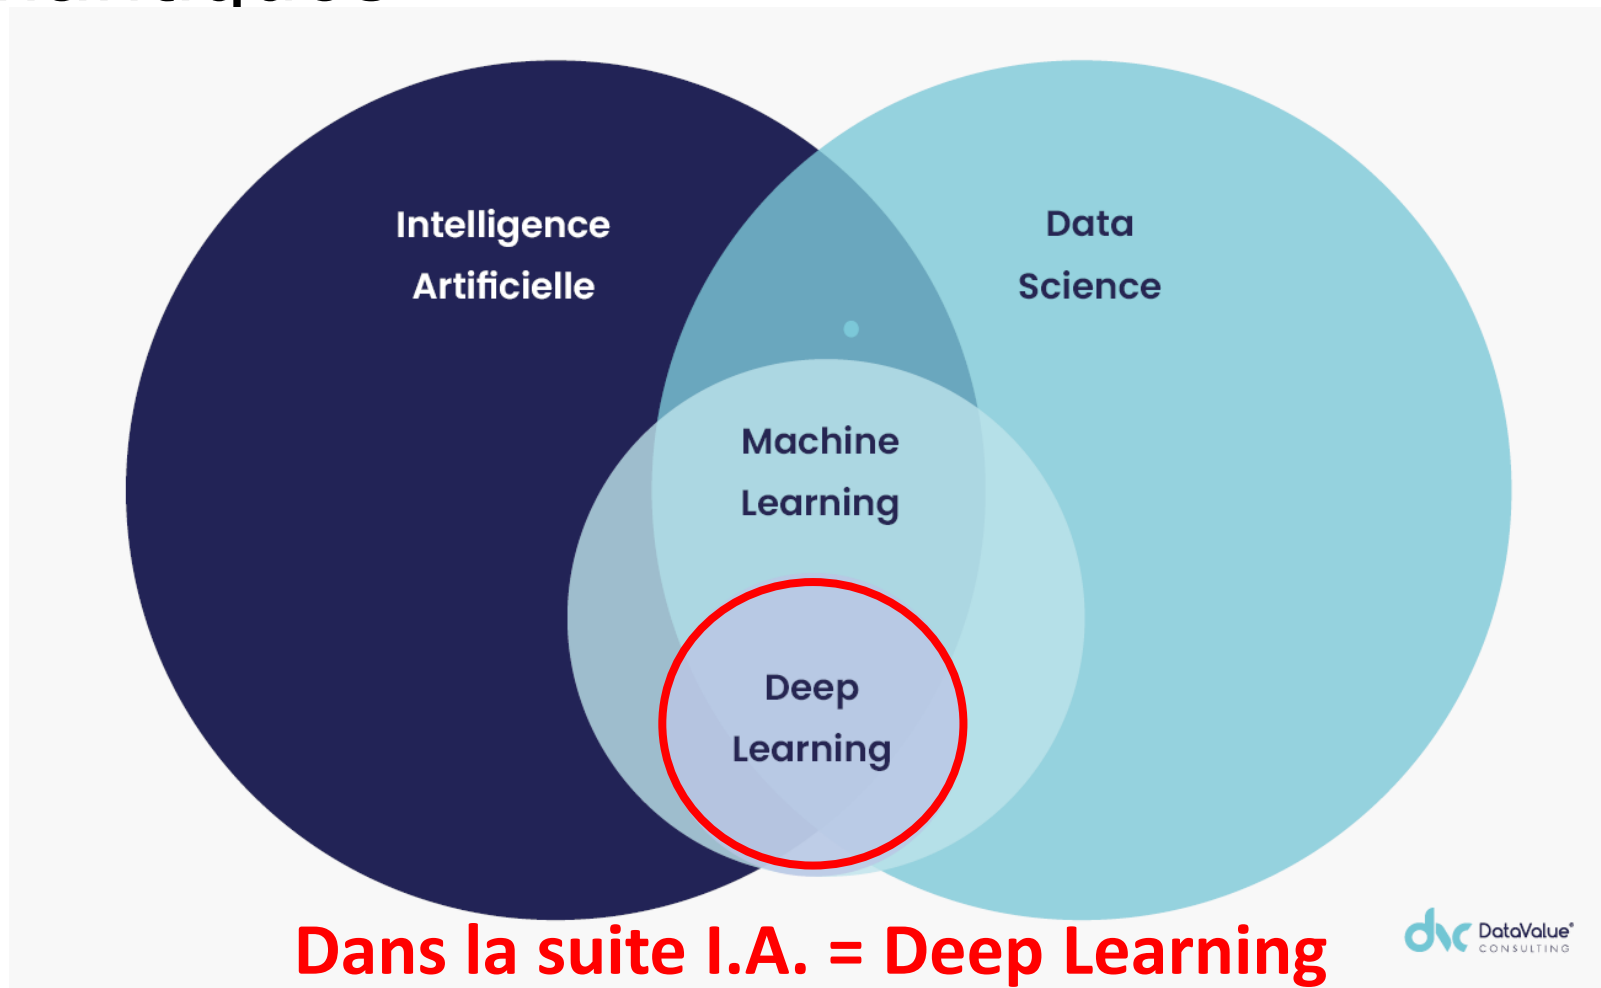 Intelligence
Artificielle
Data
Science
Machine
Learning
Deep
Learning
Dans la suite I.A. = Deep Learning
DataValue
CONSULTING